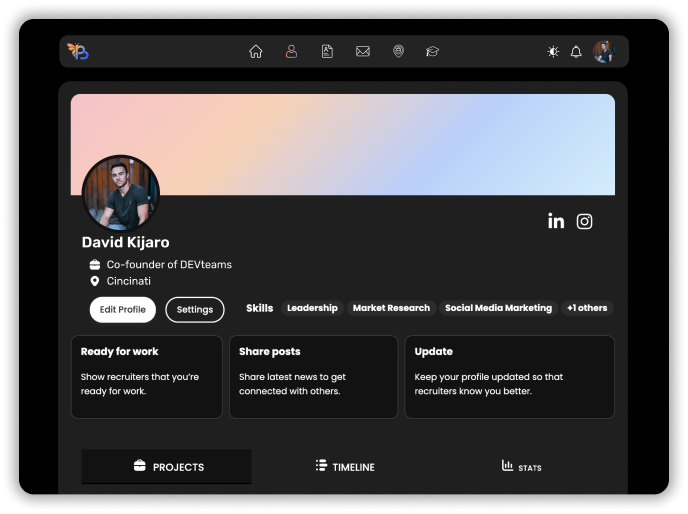 David Kijaro
Co-founder of DEVteams
Cincinati
Edit Profile
Settings
Skills
Leadership
Market Research
Social Media Marketing
+1 others
Ready for work
Show recruiters that you’re
ready for work.
Share posts
Share latest news to get
connected with others.
Update
Keep your profile updated so that
recruiters know you better.
PROJECTS
TIMELINE
STATS